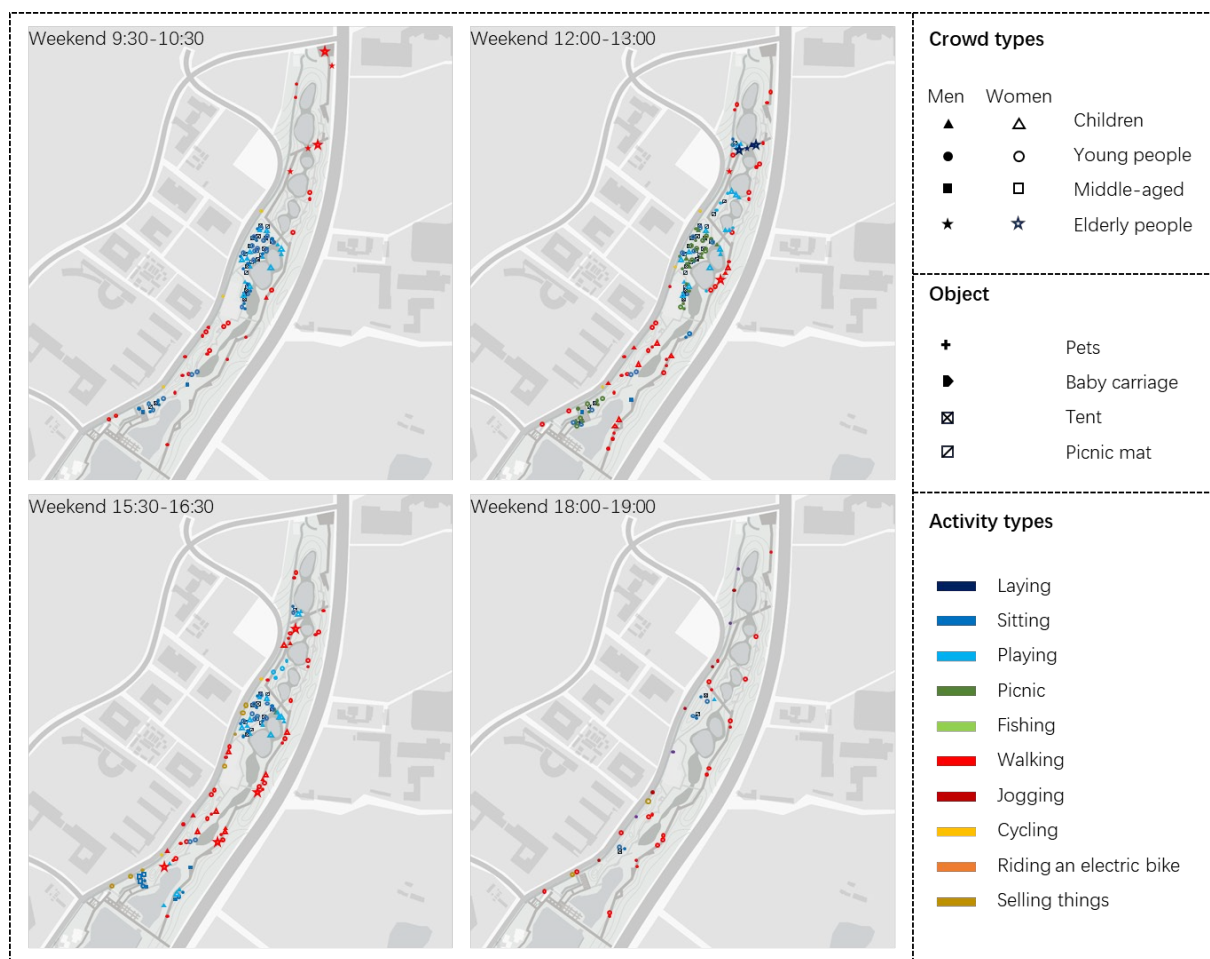 Weekend 9:30-10:30
Weekend 12:00-13:00
Weekend 15:30-16:30
Weekend 18:00-19:00
Crowd types
Men Women
Children
Young people
Middle-aged
Elderly people
Object
Pets
Baby carriage
Tent
Picnic mat
Activity types
Laying
Sitting
Playing
Picnic
Fishing
Walking
Jogging
Cycling
Riding an electric bike
Selling things